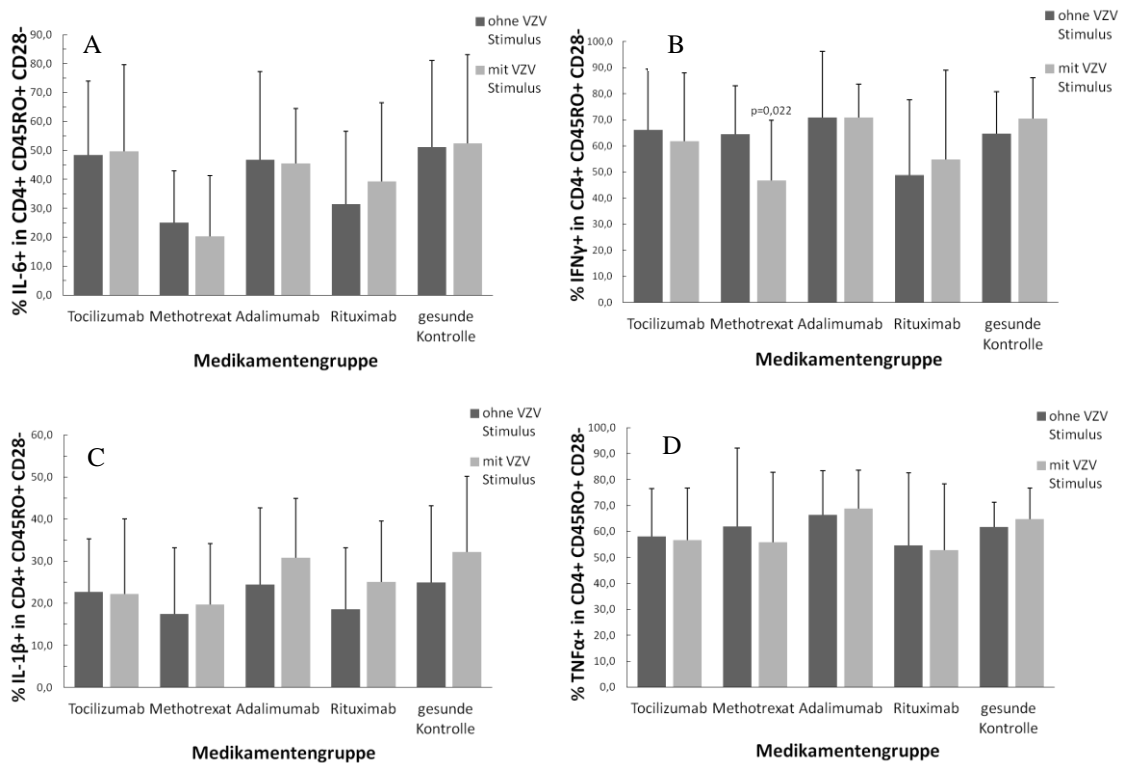 A
ohne VZV
Stimulus
mit VZV
Stimulus
% IL-6+ in CD4+ CD45RO+ CD28-
90,0
80,0
70,0
60,0
50,0
40,0
30,0
20,0
10,0
0,0
Tocilizumab Methotrexat Adalimumab Rituximab gesunde
Kontrolle
Medikamentengruppe
B
ohne VZV
Stimulus
mit VZV
Stimulus
% IFNγ+ in CD4+ CD45RO+ CD28-
100,0
90,0
80,0
70,0
60,0
50,0
40,0
30,0
20,0
10,0
0,0
p=0,022
Tocilizumab Methotrexat Adalimumab Rituximab gesunde
Kontrolle
Medikamentengruppe
C
ohne VZV
Stimulus
mit VZV
Stimulus
% IL-1β+ in CD4+ CD45RO+ CD28-
60,0
50,0
40,0
30,0
20,0
10,0
0,0
Tocilizumab Methotrexat Adalimumab Rituximab gesunde
Kontrolle
Medikamentengruppe
D
ohne VZV
Stimulus
mit VZV
Stimulus
% TNFα+ in CD4+ CD45RO+ CD28-
100,0
90,0
80,0
70,0
60,0
50,0
40,0
30,0
20,0
10,0
0,0
Tocilizumab Methotrexat Adalimumab Rituximab gesunde
Kontrolle
Medikamentengruppe